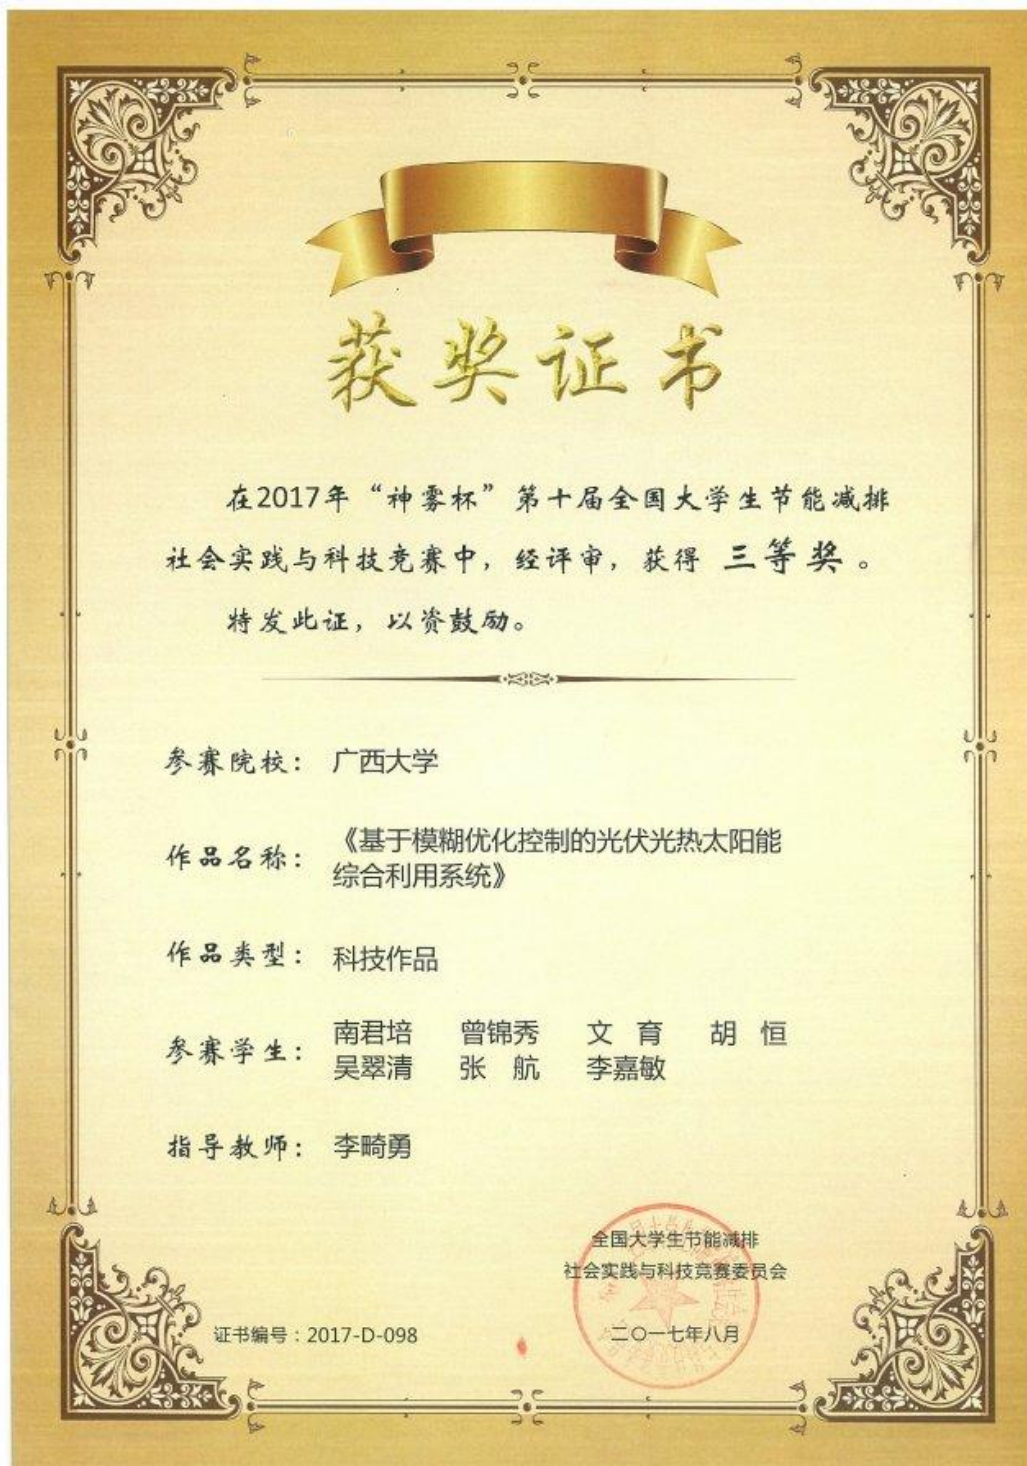 获奖证书
在2017年“神雾杯”第十届全国大学生节能减排
社会实践与科技竞赛中，经评审，获得 三等奖。
特发此证，以资鼓励。
参赛院校： 广西大学
作品名称： 《基于模糊优化控制的光伏光热太阳能
综合利用系统》
作品类型： 科技作品
参赛学生： 南君培 曾锦秀 文 育 胡 恒
吴翠清 张 航 李嘉敏
指导教师： 李畸勇
全国大学生节能减排
社会实践与科技竞赛委员会
证书编号：2017-D-098 二〇一七年八月